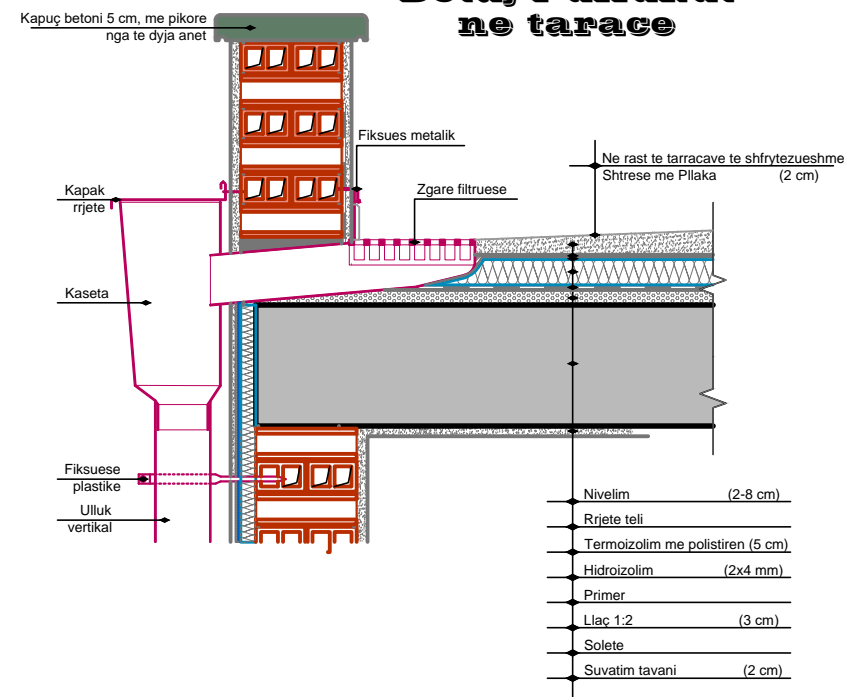 ne tarace
Kapuç betoni 5 cm, me pikore
nga te dyja anet
Fiksues metalik
Ne rast te tarracave te shfrytezueshme
Shtrese me Pllaka (2 cm)
Kapak
rrjete
Zgare filtruese
Kaseta
Fiksuese
plastike
Ulluk
vertikal
Nivelim (2-8 cm)
Rrjete teli
Termoizolim me polistiren (5 cm)
Hidroizolim (2x4 mm)
Primer
Llaç 1:2 (3 cm)
Solete
Suvatim tavani (2 cm)